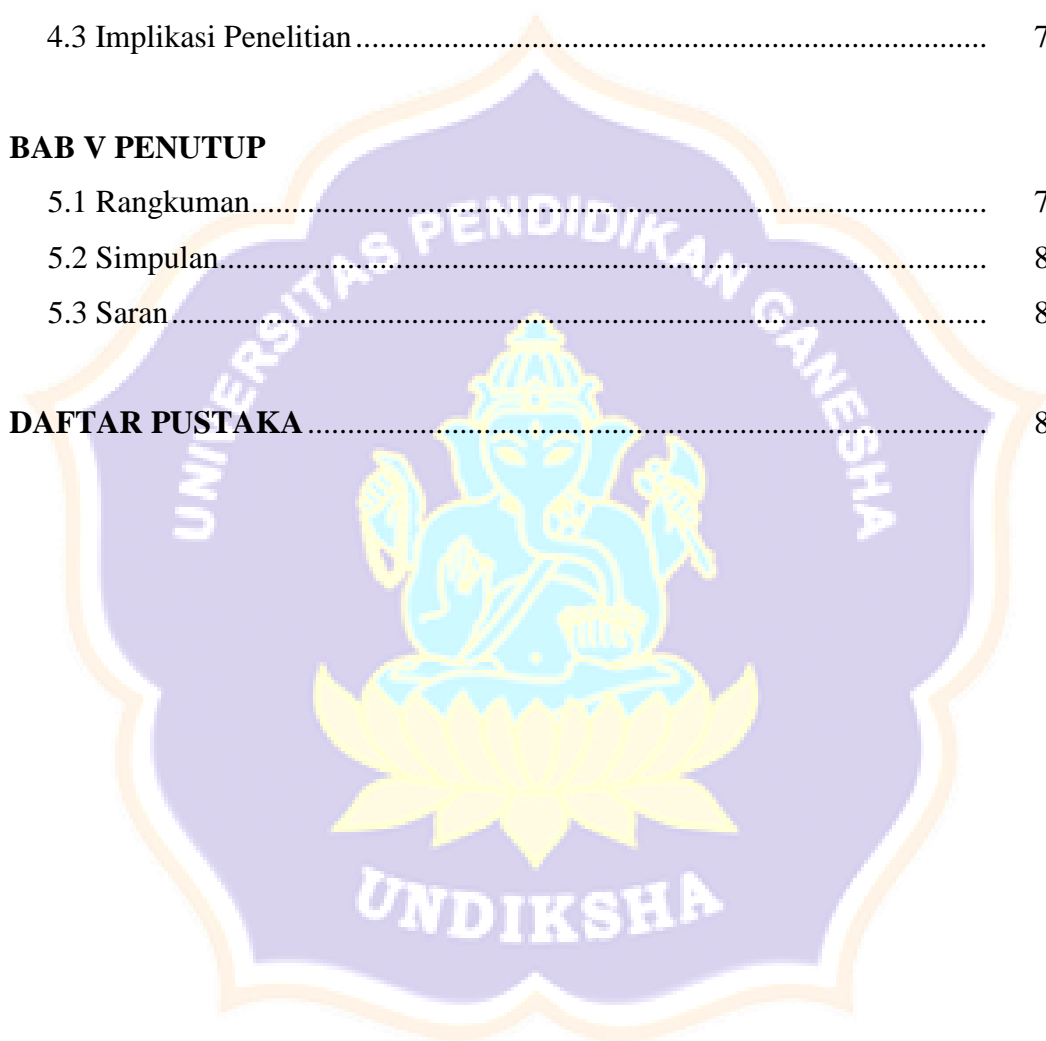 4.3 Implikasi Penelitian ............................................................................... 7
BAB V PENUTUP
5.1 Rangkuman ............................................................................................ 7
5.2 Simpulan ................................................................................................ 8
5.3 Saran ...................................................................................................... 8
DAFTAR PUSTAKA ..................................................................................... 8
UNIVERSITAS PENDIDIKAN GANESHA
UNDIKSHA